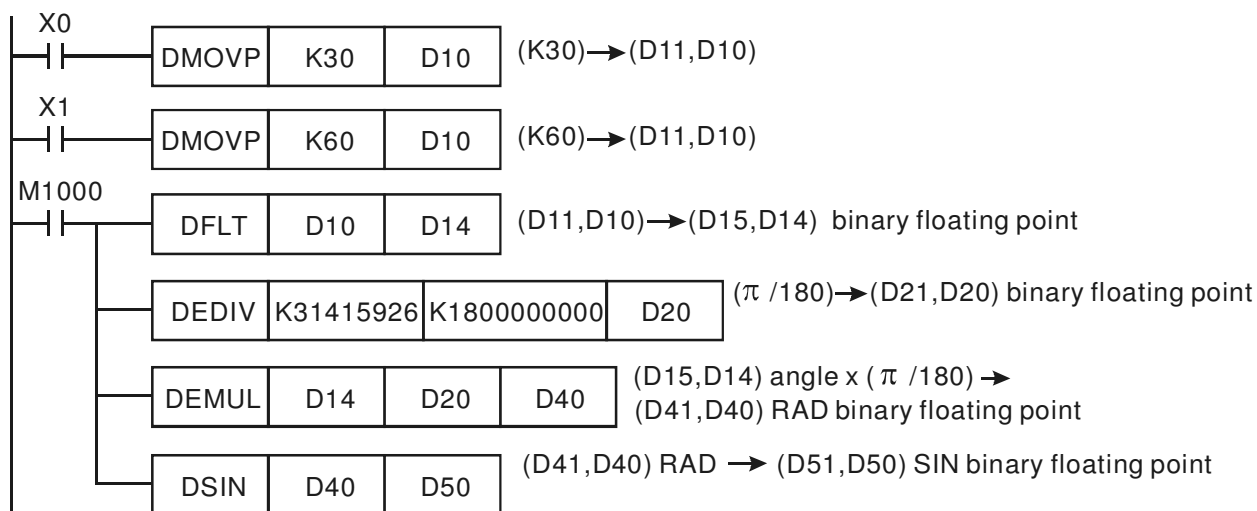 X0
DMOVP K30 D10 (K30)→(D11,D10)
X1
DMOVP K60 D10 (K60)→(D11,D10)
M1000
DFLT D10 D14 (D11,D10)→(D15,D14) binary floating point
DEDIV K31415926 K1800000000 D20 (π /180)→(D21,D20) binary floating point
DEMUL D14 D20 D40 (D15,D14) angle x ( π /180) →
(D41,D40) RAD binary floating point
DSIN D40 D50 (D41,D40) RAD → (D51,D50) SIN binary floating point